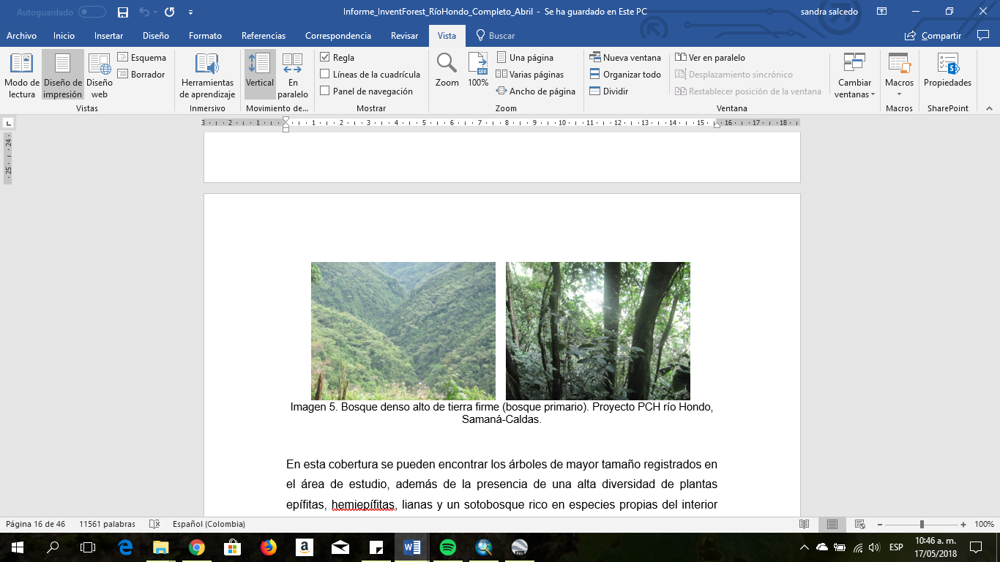 Autoguardado
Informe_InventForest_RíoHondo_Completo_Abril - Se ha guardado en Este PC
sandra salcedo
Archivo Inicio Insertar Diseño Formato Referencias Correspondencia Revisar Vista Buscar Compartir
Modo de lectura
Diseño de impresión
Diseño web
Esquema
Borrador
Vistas
Herramientas de aprendizaje
Inmersivo
Vertical
En paralelo
Movimiento de...
Regla
Líneas de la cuadrícula
Panel de navegación
Mostrar
Zoom
100%
Una página
Varias páginas
Ancho de página
Zoom
Nueva ventana
Organizar todo
Dividir
Ver en paralelo
Desplazamiento sincrónico
Restablecer posición de la ventana
Cambiar ventanas
Ventana
Macros
Macros
Propiedades
SharePoint
3 2 1 1 2 3 4 5 6 7 8 9 10 11 12 13 14 15 16 17 18
24
25
Imagen 5. Bosque denso alto de tierra firme (bosque primario). Proyecto PCH río Hondo,
Samaná-Caldas.
En esta cobertura se pueden encontrar los árboles de mayor tamaño registrados en
el área de estudio, además de la presencia de una alta diversidad de plantas
epífitas, hemiepífitas, lianas y un sotobosque rico en especies propias del interior
Página 16 de 46 11561 palabras Español (Colombia) 100%
ESP
10:46 a. m.
17/05/2018